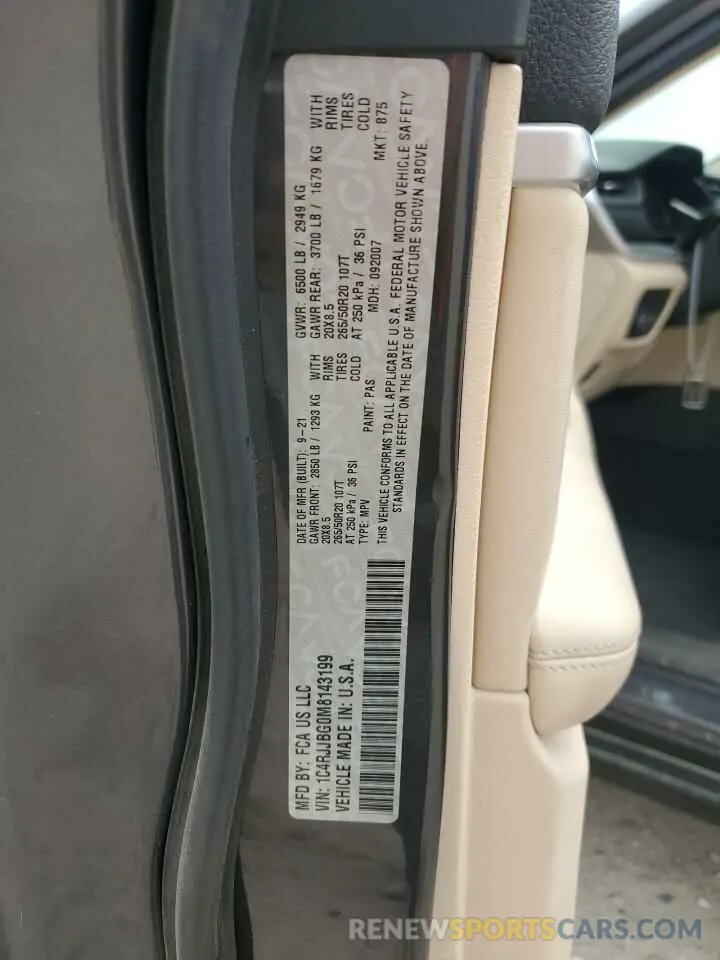 MFD BY: FCA US LLC
DATE OF MFR (BUILT): 9-21
GVWR: 6500 LB / 2949 KG
GAWR FRONT: 2850 LB / 1293 KG WITH
GAWR REAR: 3700 LB / 1679 KG WITH
20X8.5 RIMS
20X8.5 RIMS
265/50R20 107T TIRES
265/50R20 107T TIRES
AT 250 kPa / 36 PSI COLD
AT 250 kPa / 36 PSI COLD
VIN: 1C4RJJBG0M8143199
TYPE: MPV
PAINT: PAS
MDH: 092007
MKT: B75
VEHICLE MADE IN: U.S.A.
THIS VEHICLE CONFORMS TO ALL APPLICABLE U.S.A. FEDERAL MOTOR VEHICLE SAFETY
STANDARDS IN EFFECT ON THE DATE OF MANUFACTURE SHOWN ABOVE.
RENEWSPORTSCARS.COM